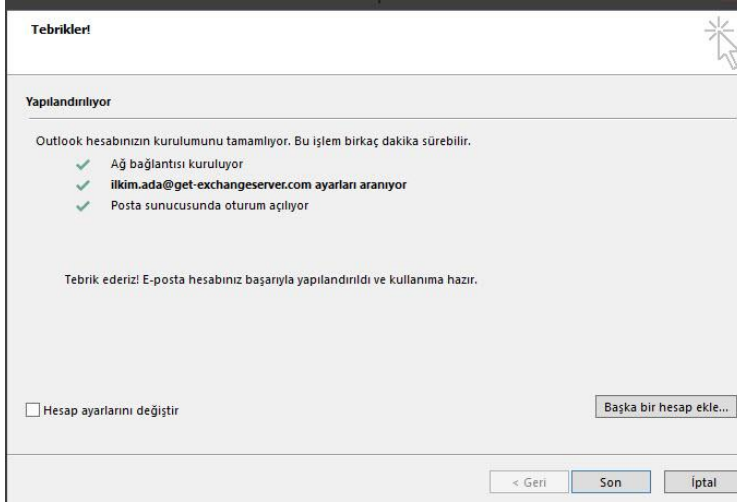 Tebrikler!
Yapılandırılıyor
Outlook hesabınızın kurulumunu tamamlıyor. Bu işlem birkaç dakika sürebilir.
Ağ bağlantısı kuruluyor
ilkim.ada@get-exchangeserver.com ayarları aranıyor
Posta sunucusunda oturum açılıyor
Tebrik ederiz! E-posta hesabınız başarıyla yapılandırıldı ve kullanıma hazır.
Hesap ayarlarını değiştir
Başka bir hesap ekle...
< Geri
Son
İptal